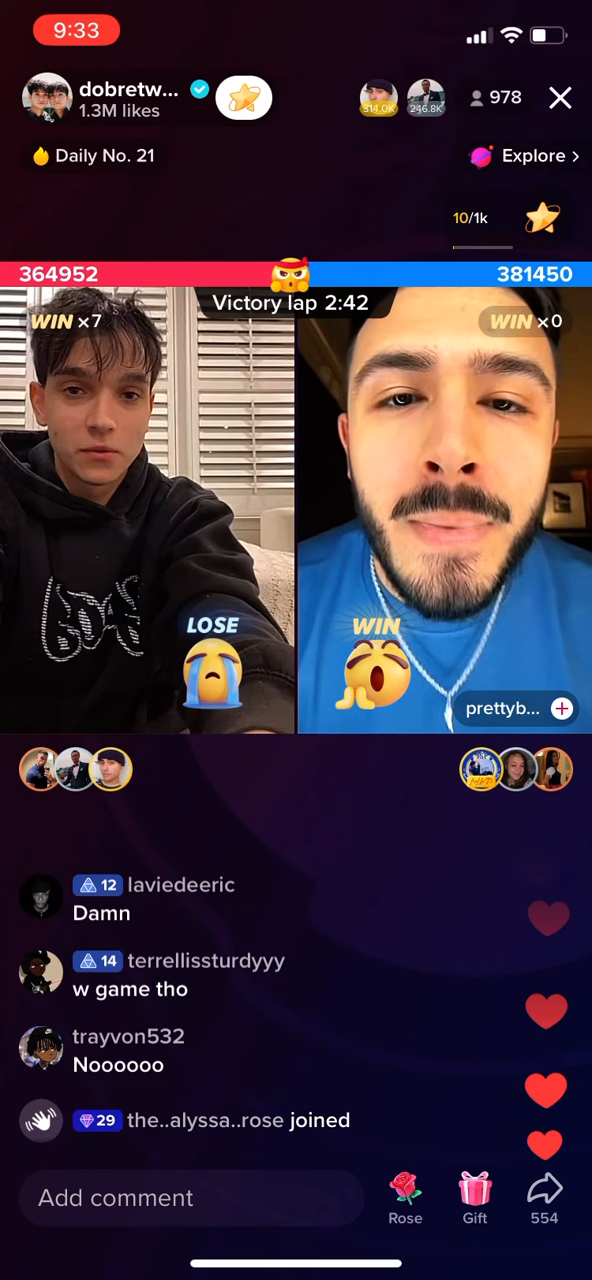 9:33
dobretw...
1.3M likes
314.0K
246.8K
978
Daily No. 21
Explore >
10/1k
364952
381450
Victory lap 2:42
WIN x7
WIN x0
LOSE
WIN
prettyb...
12 laviedeeric
Damn
14 terrellissturdyyy
w game tho
trayvon532
Noooooo
29 the..alyssa..rose joined
Add comment
Rose
Gift
554